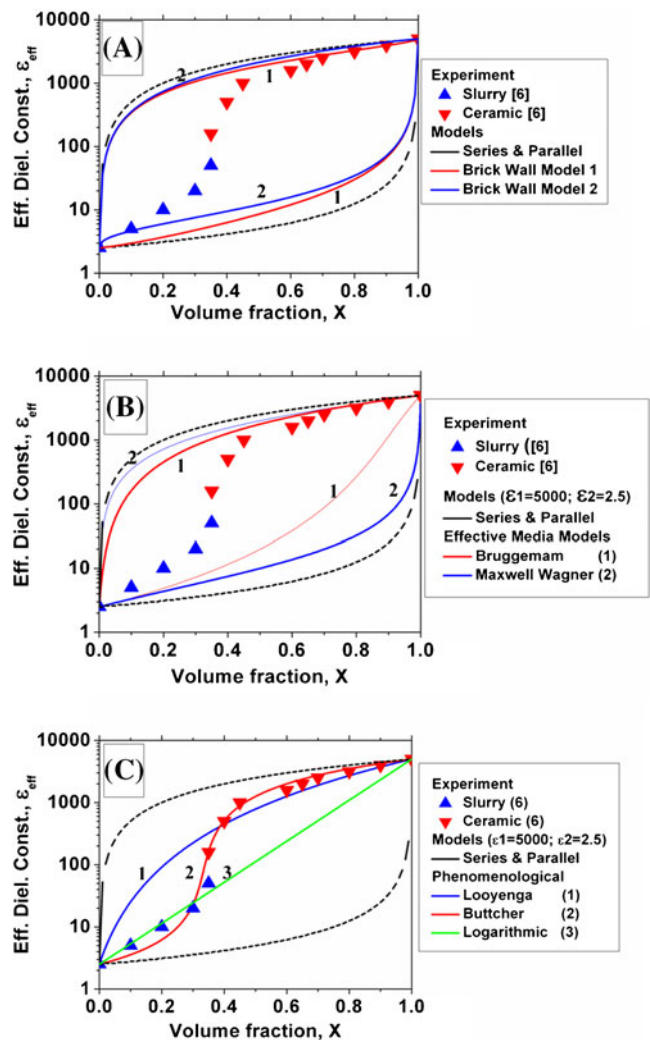 (A)
10000
1000
100
10
1
Eff. Diel. Const., εeff
2
1
2
1
0.0 0.2 0.4 0.6 0.8 1.0
Volume fraction, X
Experiment
Slurry [6]
Ceramic [6]
Models
Series & Parallel
Brick Wall Model 1
Brick Wall Model 2
(B)
10000
1000
100
10
1
Eff. Diel. Const., εeff
2
1
1
2
0.0 0.2 0.4 0.6 0.8 1.0
Volume fraction, X
Experiment
Slurry ([6]
Ceramic [6]
Models (ε1=5000; ε2=2.5)
Series & Parallel
Effective Media Models
Bruggemam (1)
Maxwell Wagner (2)
(C)
10000
1000
100
10
1
Eff. Diel. Const., εeff
1
2
3
0.0 0.2 0.4 0.6 0.8 1.0
Volume fraction, X
Experiment
Slurry (6)
Ceramic (6)
Models (ε1=5000; ε2=2.5)
Series & Parallel
Phenomenological
Looyenga (1)
Buttcher (2)
Logarithmic (3)